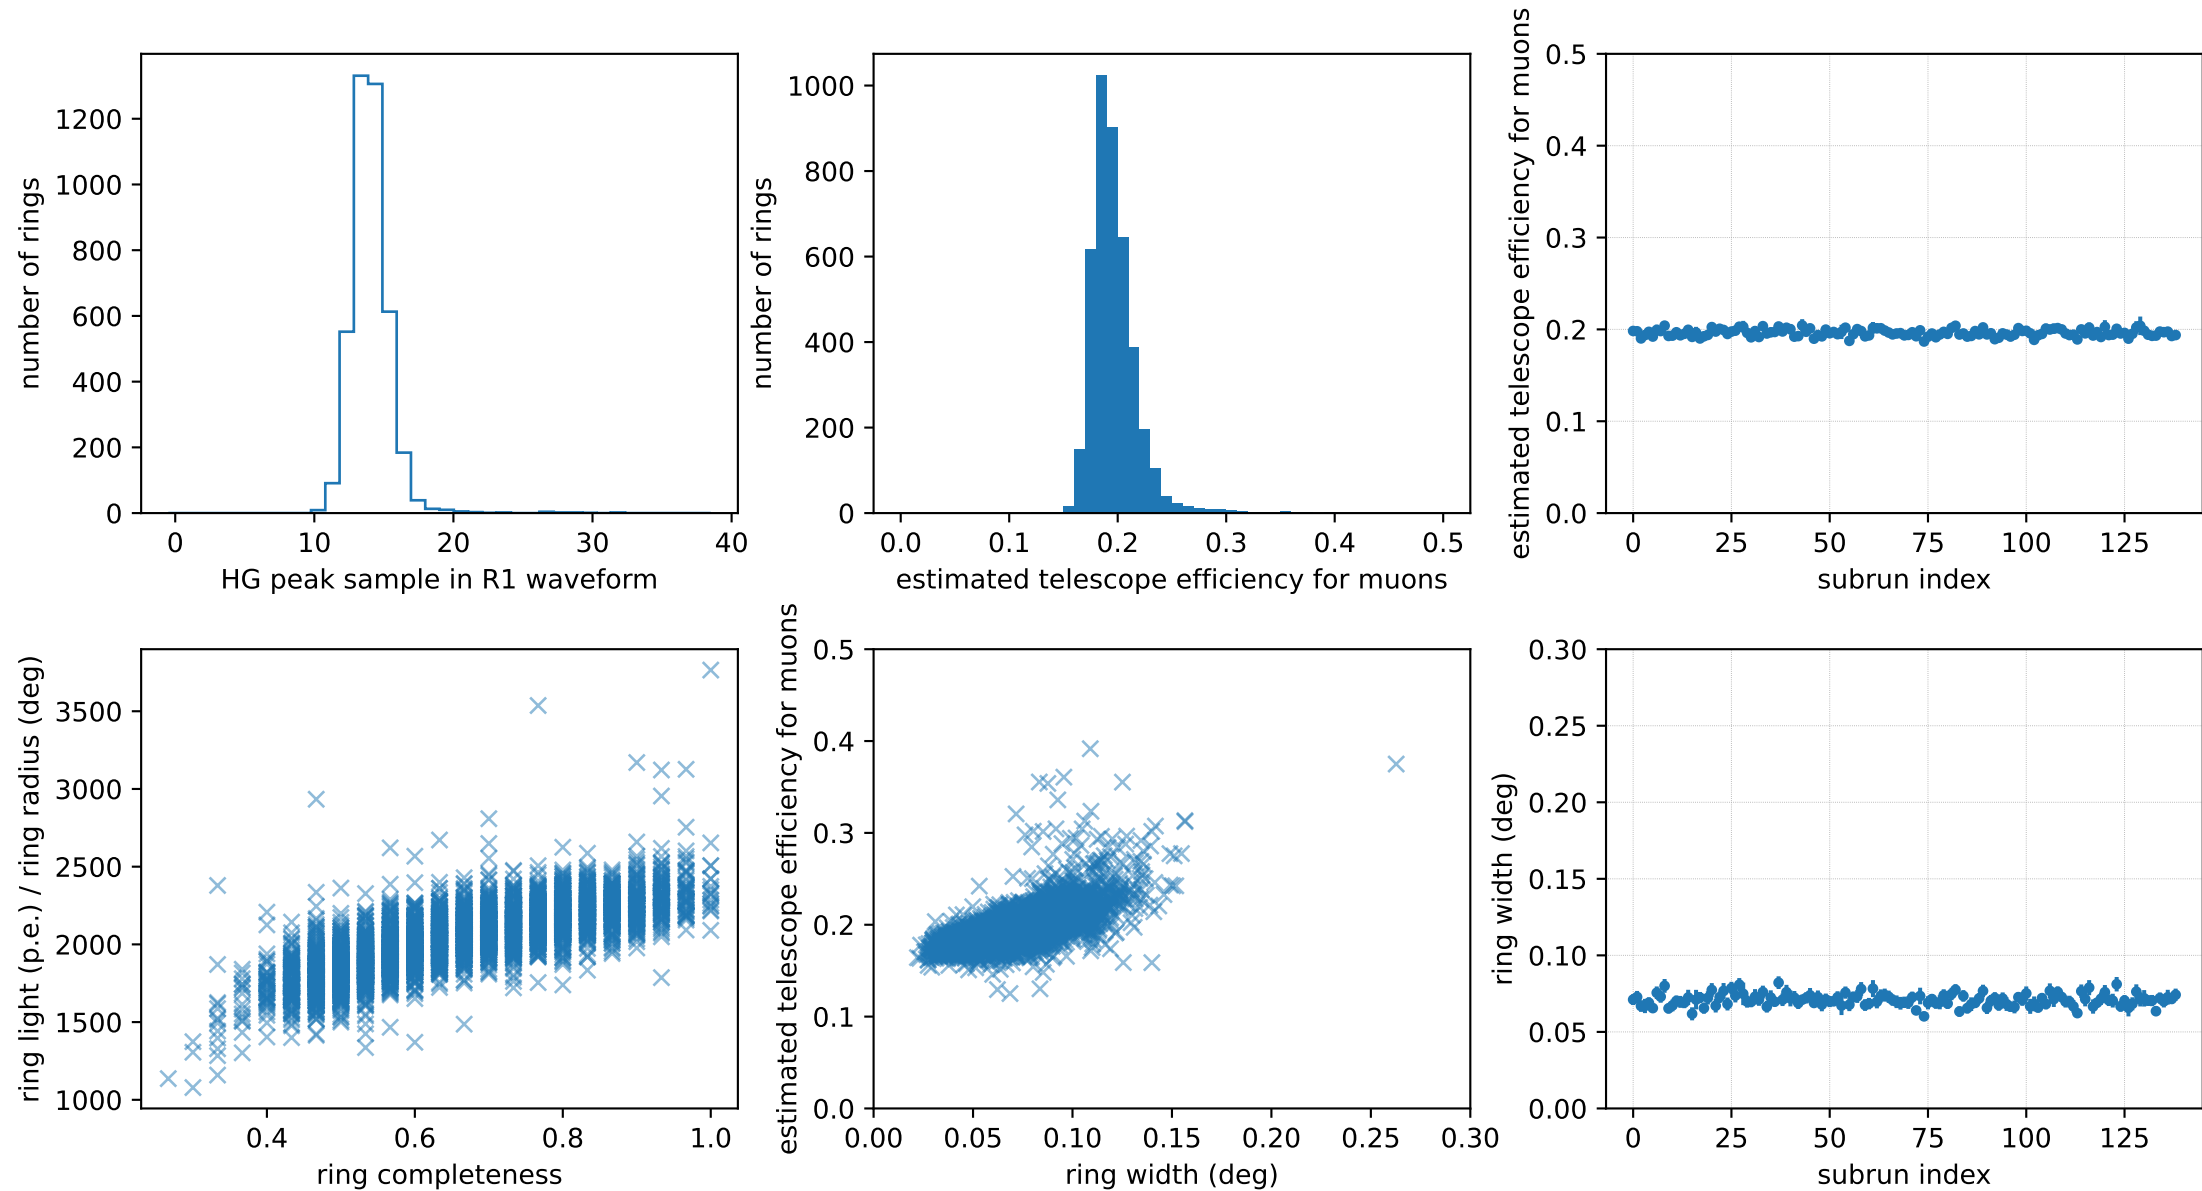 number of rings
1200
1000
800
600
400
200
0
0 10 20 30 40
HG peak sample in R1 waveform
number of rings
1000
800
600
400
200
0
0.0 0.1 0.2 0.3 0.4 0.5
estimated telescope efficiency for muons
estimated telescope efficiency for muons
0.5
0.4
0.3
0.2
0.1
0.0
0 25 50 75 100 125
subrun index
ring light (p.e.) / ring radius (deg)
3500
3000
2500
2000
1500
1000
0.4 0.6 0.8 1.0
ring completeness
estimated telescope efficiency for muons
0.5
0.4
0.3
0.2
0.1
0.0
0.00 0.05 0.10 0.15 0.20 0.25 0.30
ring width (deg)
ring width (deg)
0.30
0.25
0.20
0.15
0.10
0.05
0.00
0 25 50 75 100 125
subrun index